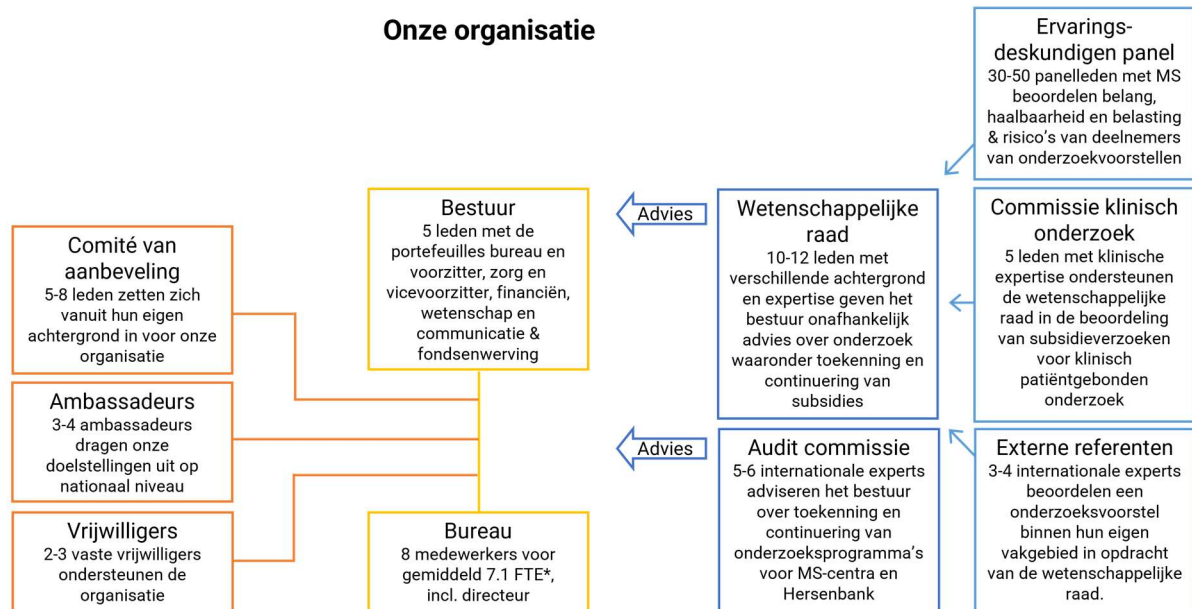 Onze organisatie
Comité van
aanbeveling
5-8 leden zetten zich
vanuit hun eigen
achtergrond in voor onze
organisatie
Ambassadeurs
3-4 ambassadeurs
dragen onze
doelstellingen uit op
nationaal niveau
Vrijwilligers
2-3 vaste vrijwilligers
ondersteunen de
organisatie
Bestuur
5 leden met de
portefeuilles bureau en
voorzitter, zorg en
vicevoorzitter, financiën,
wetenschap en
communicatie &
fondsenwerving
Bureau
8 medewerkers voor
gemiddeld 7.1 FTE*,
incl. directeur
Advies
Advies
Wetenschappelijke
raad
10-12 leden met
verschillende achtergrond
en expertise geven het
bestuur onafhankelijk
advies over onderzoek
waaronder toekenning en
continuering van
subsidies
Audit commissie
5-6 internationale experts
adviseren het bestuur
over toekenning en
continuering van
onderzoeksprogramma's
voor MS-centra en
Hersenbank
Ervarings-
deskundigen panel
30-50 panelleden met MS
beoordelen belang,
haalbaarheid en belasting
& risico's van deelnemers
van onderzoekvoorstellen
Commissie klinisch
onderzoek
5 leden met klinische
expertise ondersteunen
de wetenschappelijke
raad in de beoordeling
van subsidieverzoeken
voor klinisch
patiëntgebonden
onderzoek
Externe referenten
3-4 internationale experts
beoordelen een
onderzoeksvoorstel
binnen hun eigen
vakgebied in opdracht
van de wetenschappelijke
raad.